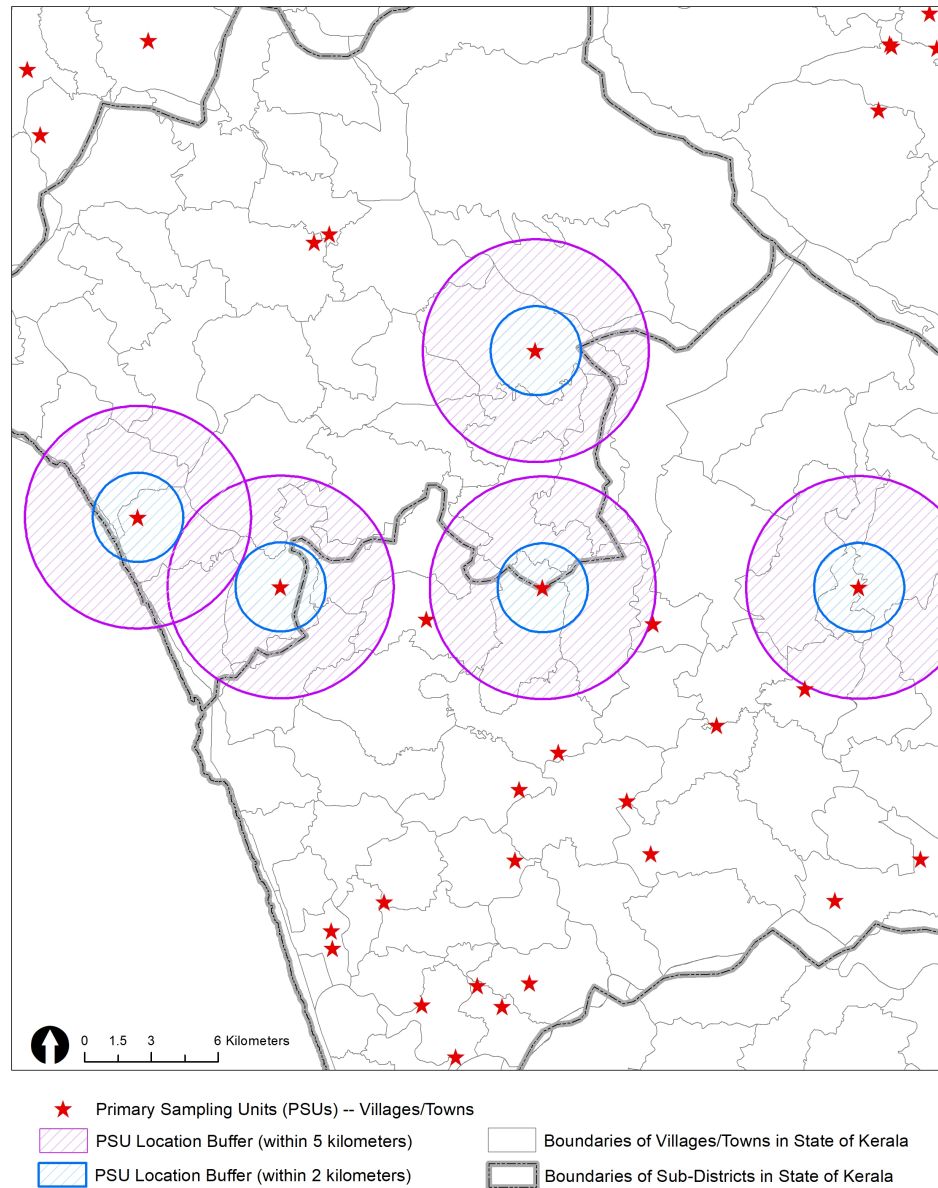 0 1.5 3 6 Kilometers
Primary Sampling Units (PSUs) -- Villages/Towns
PSU Location Buffer (within 5 kilometers)
Boundaries of Villages/Towns in State of Kerala
PSU Location Buffer (within 2 kilometers)
Boundaries of Sub-Districts in State of Kerala